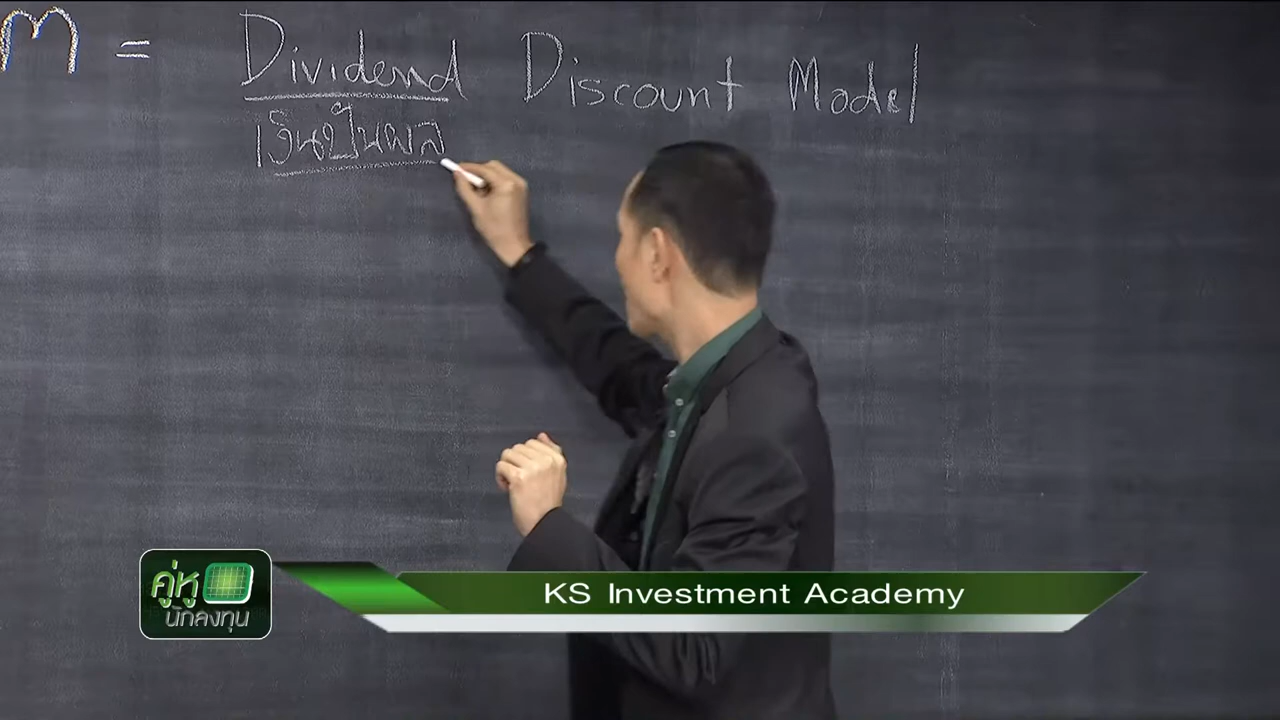 M = Dividend Discount Model
เงินปันผล
คู่หู
นักลงทุน
KS Investment Academy